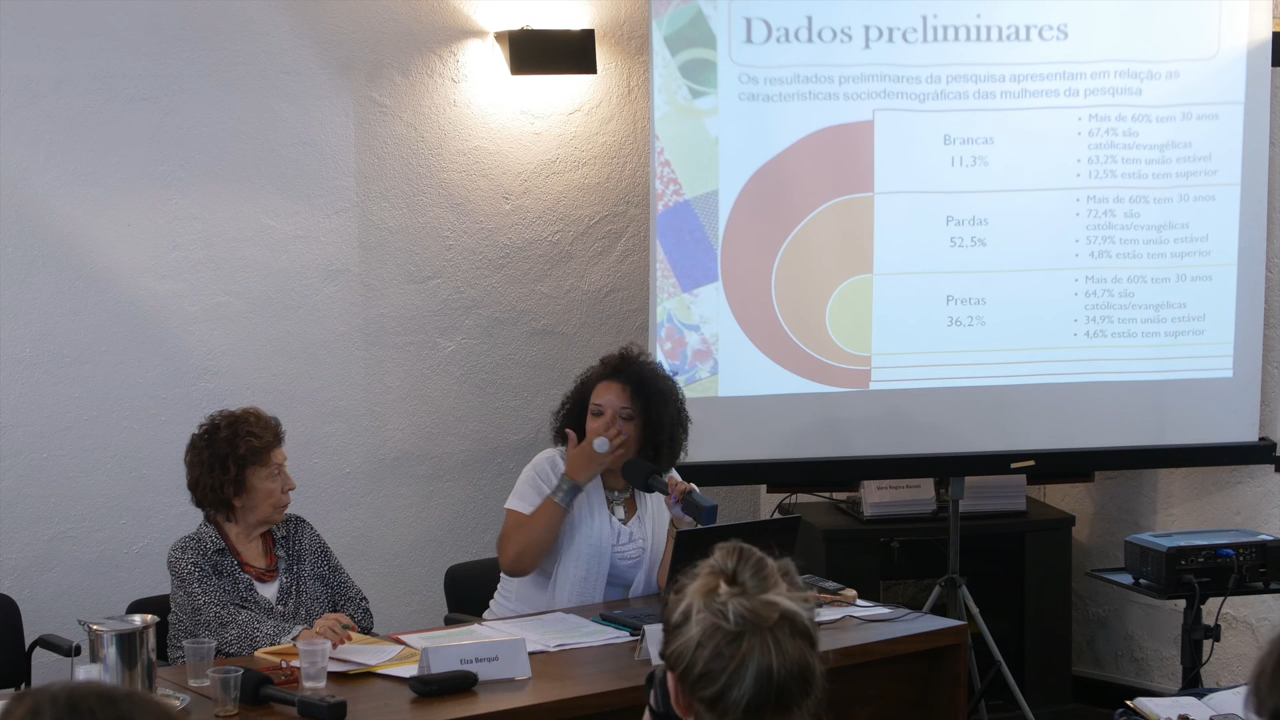 Dados preliminares
Os resultados preliminares da pesquisa apresentam em relação as
características sociodemográficas das mulheres da pesquisa
Brancas
11,3%
• Mais de 60% tem 30 anos
• 67,4% são
católicas/evangélicas
• 63,2% tem união estável
• 12,5% estão tem superior
Pardas
52,5%
• Mais de 60% tem 30 anos
• 72,4% são
católicas/evangélicas
• 57,9% tem união estável
• 4,8% estão tem superior
Pretas
36,2%
• Mais de 60% tem 30 anos
• 64,7% são
católicas/evangélicas
• 34,9% tem união estável
• 4,6% estão tem superior
Elza Berquó